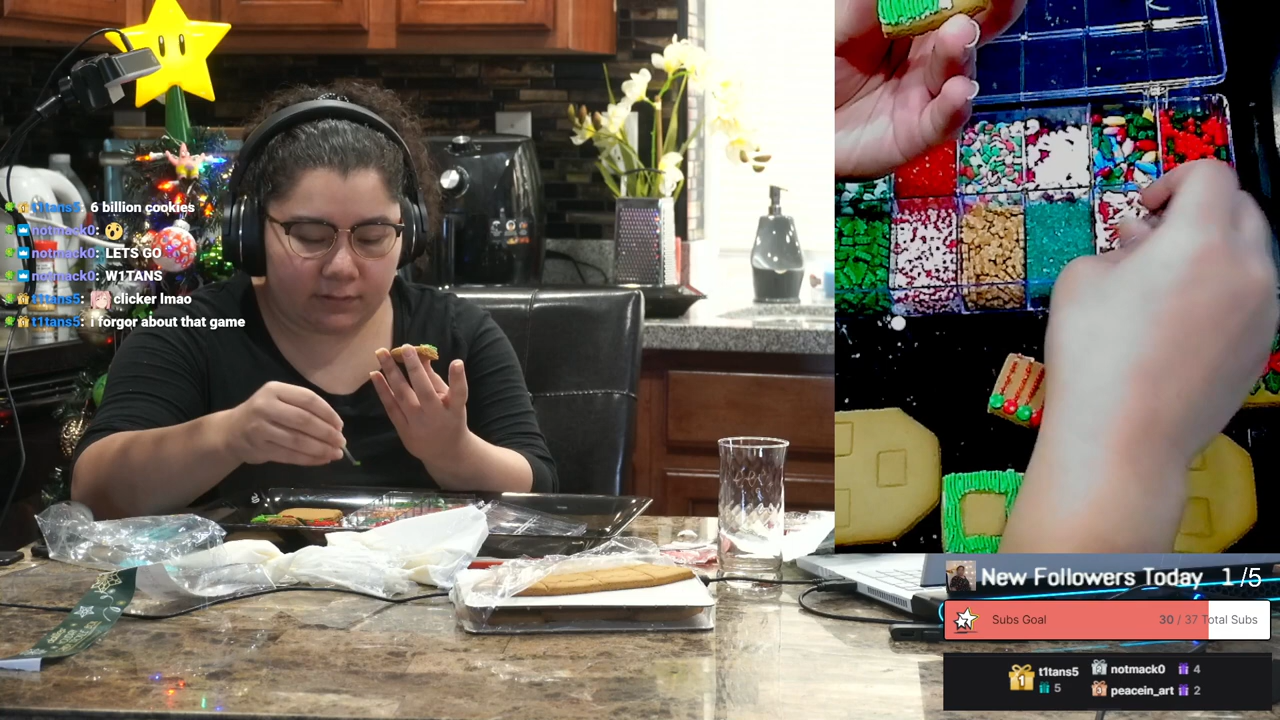 t1tans5: 6 billion cookies
notmack0:
notmack0: LETS GO
notmack0: W1TANS
t1tans5: clicker lmao
t1tans5: i forgor about that game
New Followers Today 1 /5
Subs Goal 30 / 37 Total Subs
1 t1tans5 5
notmack0 4
peacein_art 2